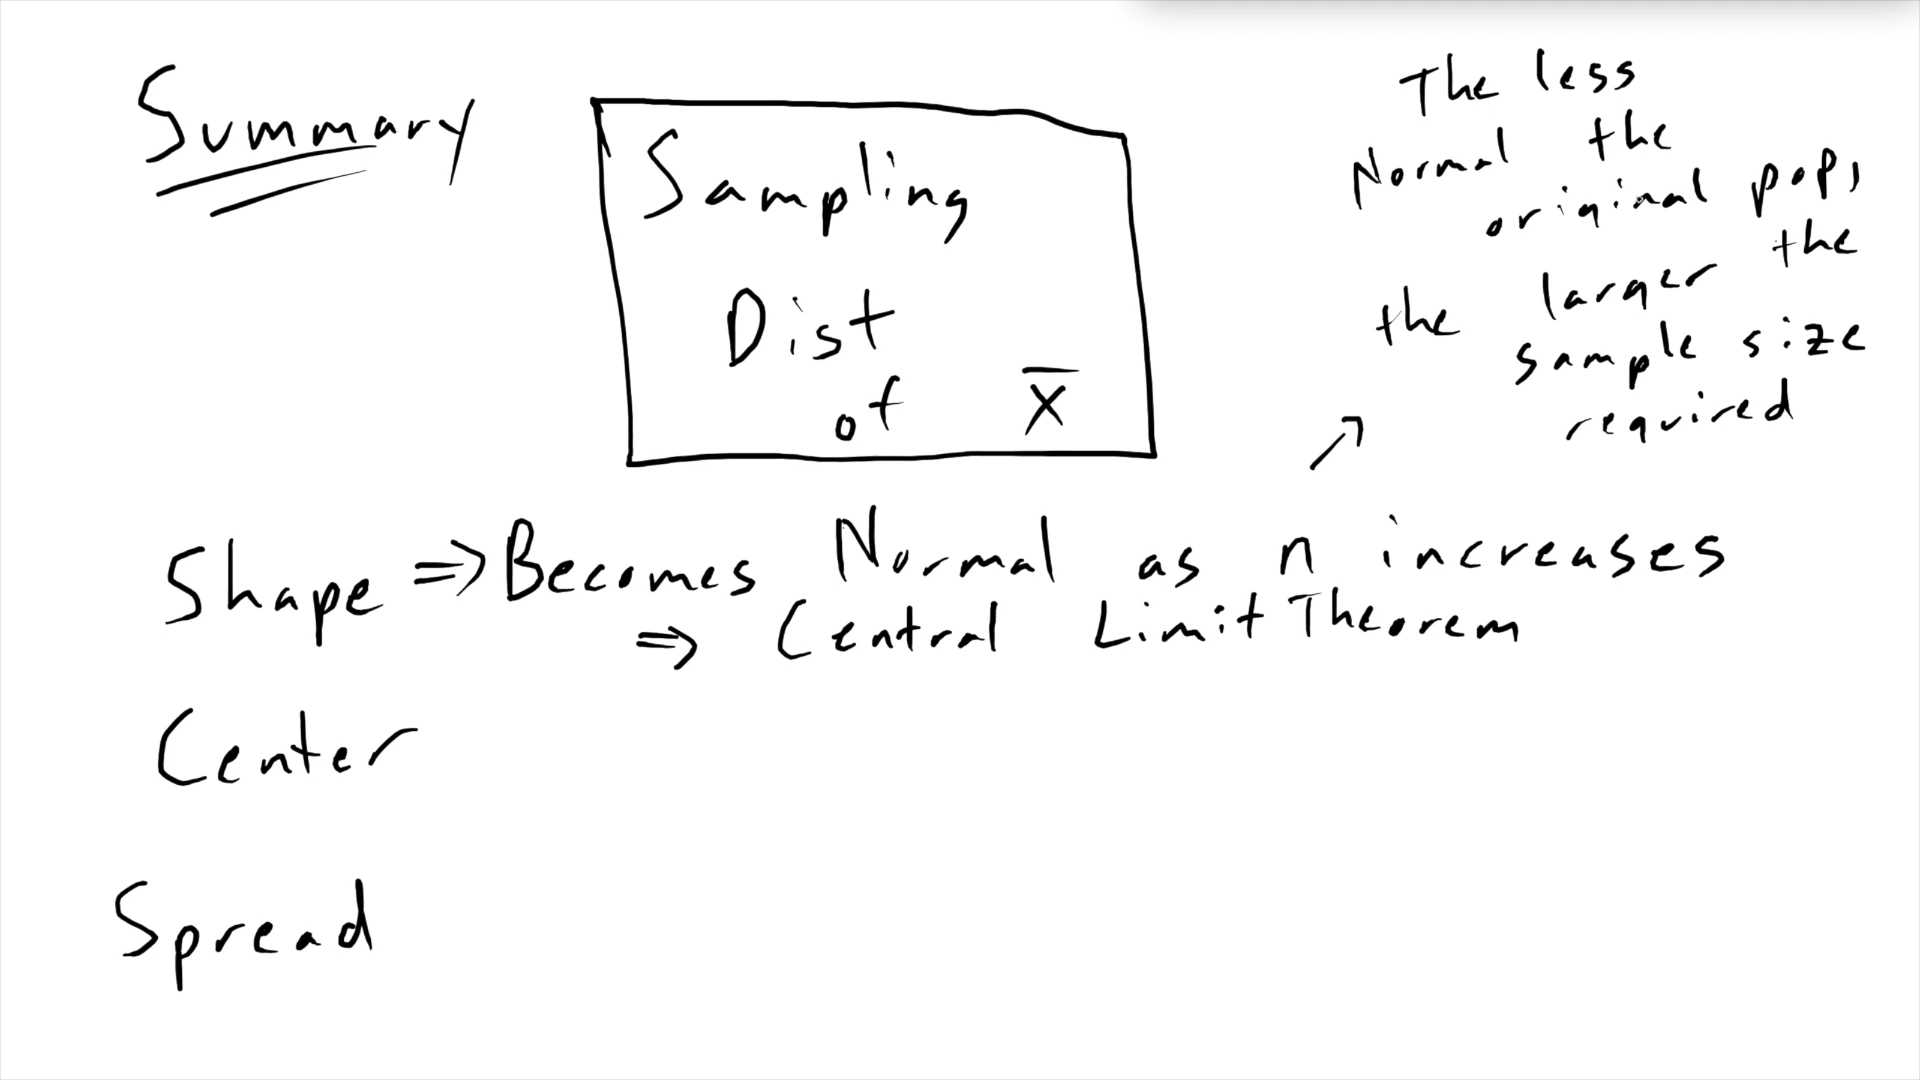 Summary
Sampling
Dist
of x̅
The less
Normal the
original pop,
the larger the
sample size
required
↗
Shape ⇒ Becomes Normal as n increases
⇒ Central Limit Theorem
Center
Spread